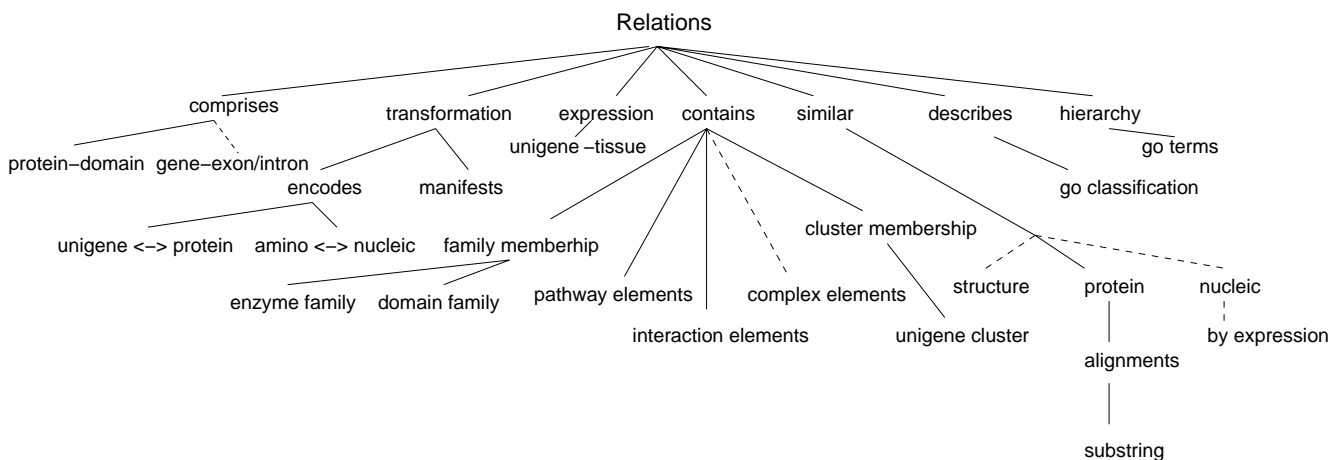 Relations
comprises transformation expression contains similar describes hierarchy
protein–domain gene–exon/intron unigene –tissue go terms
encodes manifests go classification
unigene <–> protein amino <–> nucleic family memberhip cluster membership
enzyme family domain family pathway elements complex elements structure protein nucleic
interaction elements unigene cluster by expression
alignments
substring